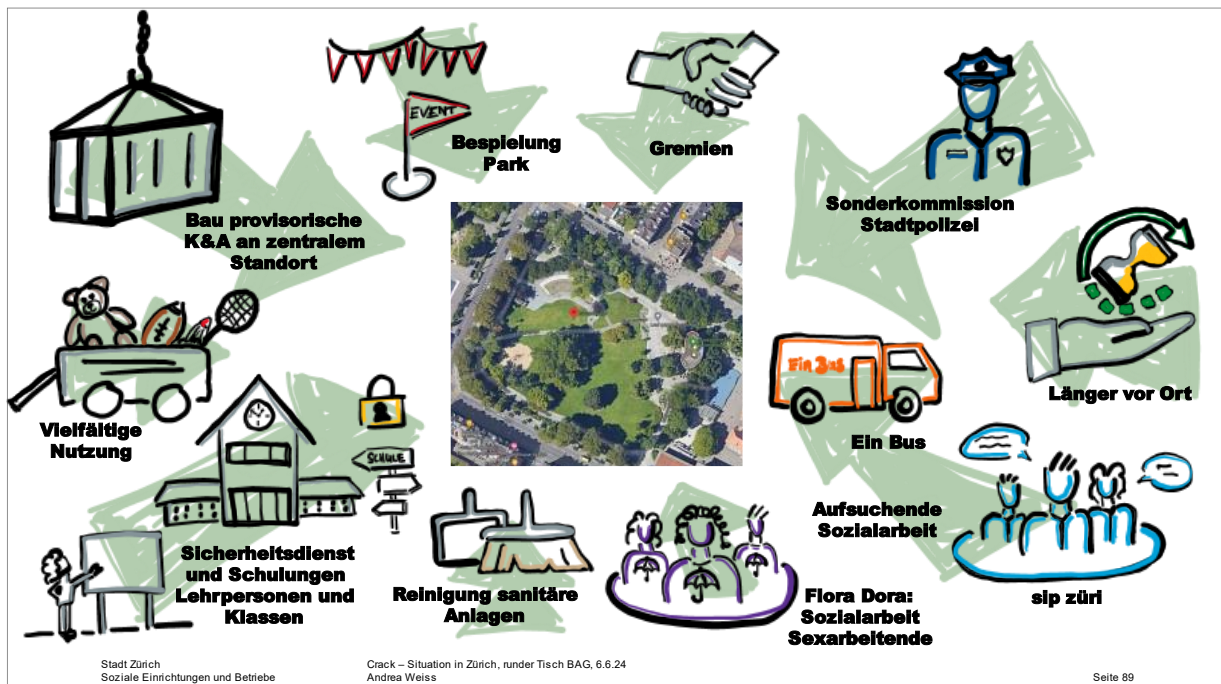 EVENT
Bespielung
Park
Gremien
Bau provisorische
K&A an zentralem
Standort
Sonderkommission
Stadtpolizei
Länger vor Ort
Ein Bus
Ein Bus
Vielfältige
Nutzung
SCHULE
Sicherheitsdienst
und Schulungen
Lehrpersonen und
Klassen
Reinigung sanitäre
Anlagen
Flora Dora:
Sozialarbeit
Sexarbeitende
Aufsuchende
Sozialarbeit
sip züri
Stadt Zürich
Soziale Einrichtungen und Betriebe
Crack – Situation in Zürich, runder Tisch BAG, 6.6.24
Andrea Weiss
Seite 89